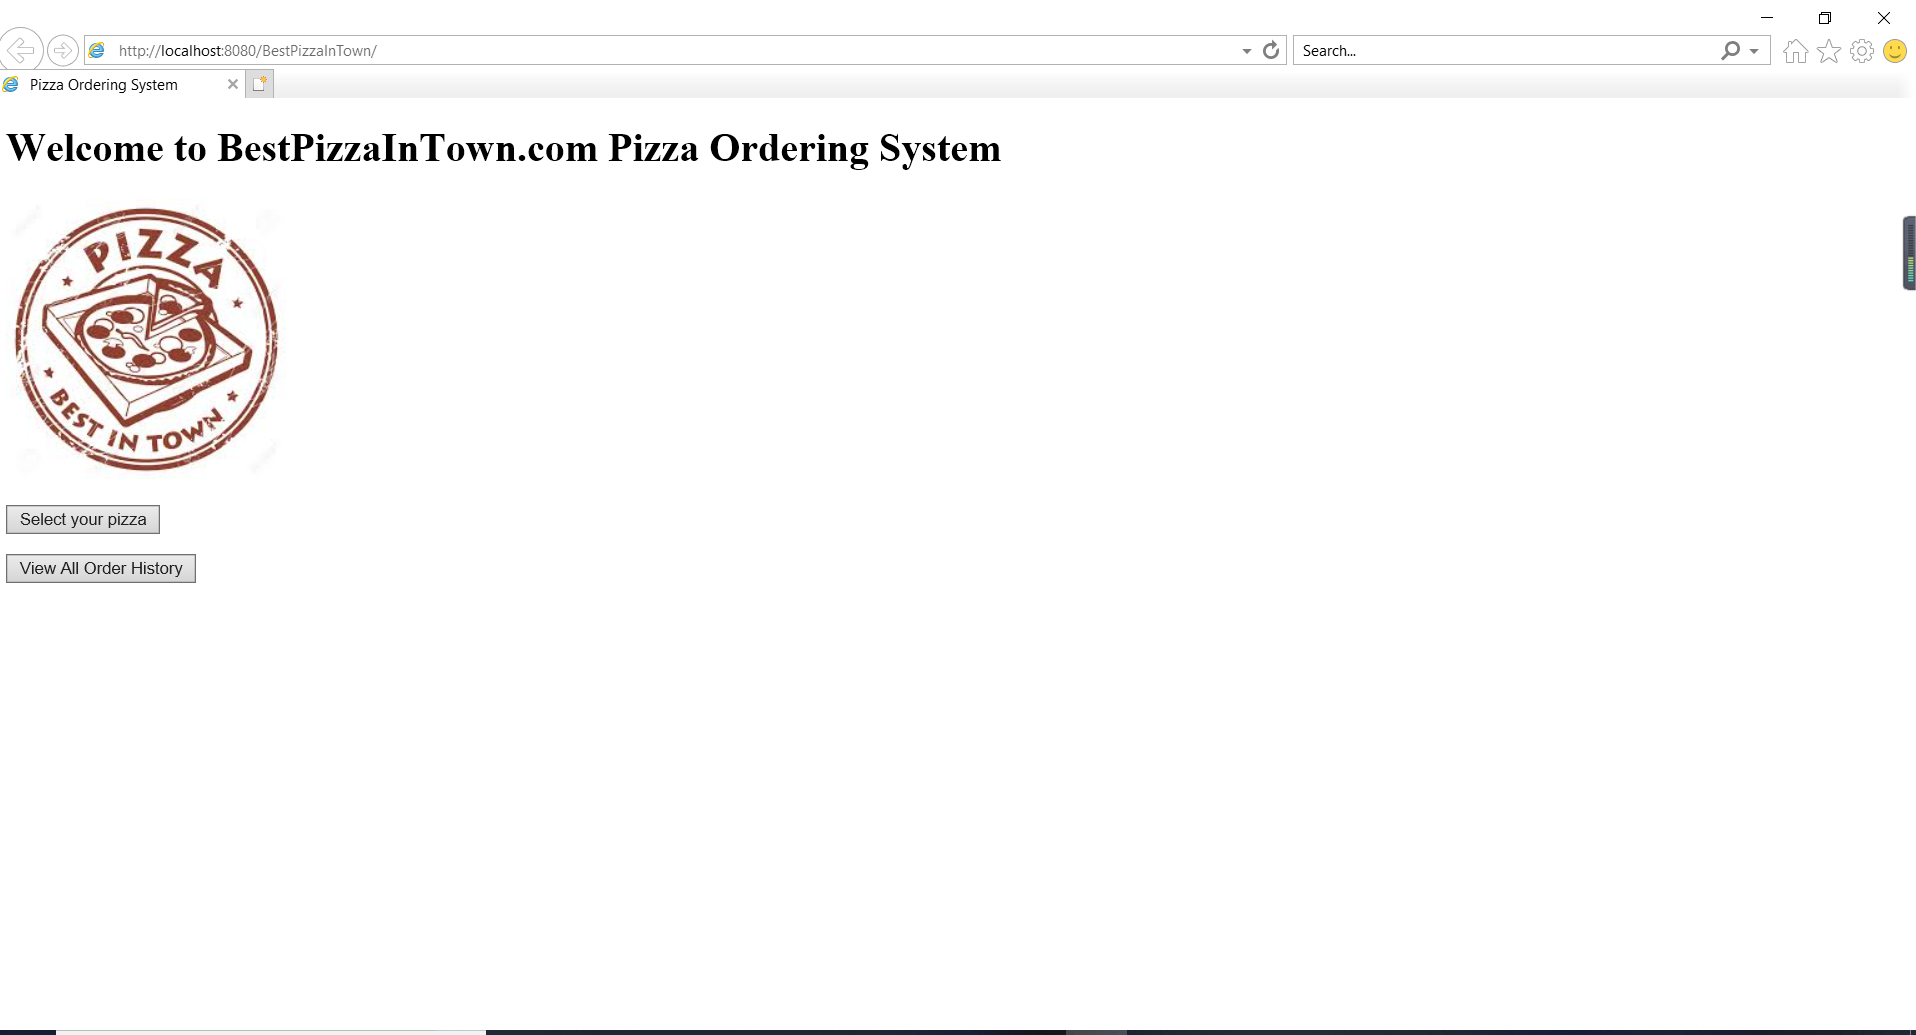 http://localhost:8080/BestPizzaInTown/
Search...
Pizza Ordering System
Welcome to BestPizzaInTown.com Pizza Ordering System
PIZZA
BEST IN TOWN
Select your pizza
View All Order History